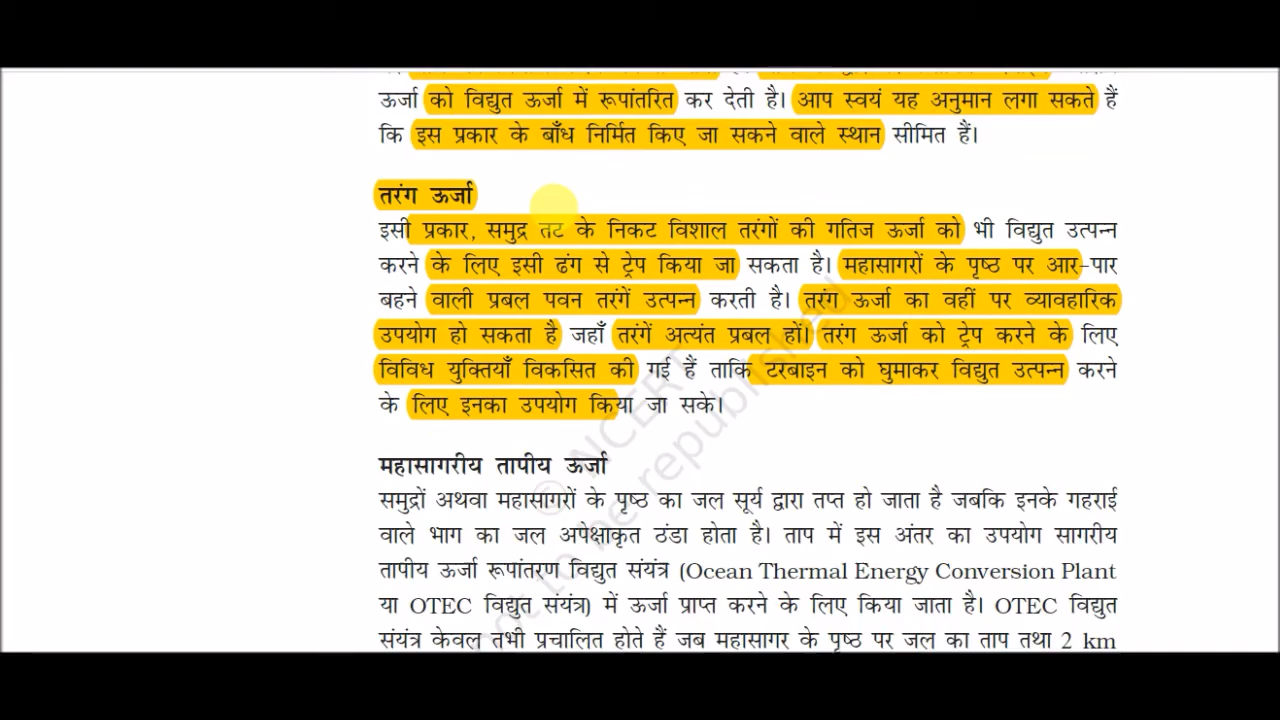 ऊर्जा को विद्युत ऊर्जा में रूपांतरित कर देती है। आप स्वयं यह अनुमान लगा सकते हैं
कि इस प्रकार के बाँध निर्मित किए जा सकने वाले स्थान सीमित हैं।
तरंग ऊर्जा
इसी प्रकार, समुद्र तट के निकट विशाल तरंगों की गतिज ऊर्जा को भी विद्युत उत्पन्न
करने के लिए इसी ढंग से ट्रेप किया जा सकता है। महासागरों के पृष्ठ पर आर-पार
बहने वाली प्रबल पवन तरंगें उत्पन्न करती है। तरंग ऊर्जा का वहीं पर व्यावहारिक
उपयोग हो सकता है जहाँ तरंगें अत्यंत प्रबल हों। तरंग ऊर्जा को ट्रेप करने के लिए
विविध युक्तियाँ विकसित की गई हैं ताकि टरबाइन को घुमाकर विद्युत उत्पन्न करने
के लिए इनका उपयोग किया जा सके।
महासागरीय तापीय ऊर्जा
समुद्रों अथवा महासागरों के पृष्ठ का जल सूर्य द्वारा तप्त हो जाता है जबकि इनके गहराई
वाले भाग का जल अपेक्षाकृत ठंडा होता है। ताप में इस अंतर का उपयोग सागरीय
तापीय ऊर्जा रूपांतरण विद्युत संयंत्र (Ocean Thermal Energy Conversion Plant
या OTEC विद्युत संयंत्र) में ऊर्जा प्राप्त करने के लिए किया जाता है। OTEC विद्युत
संयंत्र केवल तभी प्रचालित होते हैं जब महासागर के पृष्ठ पर जल का ताप तथा 2 km
© NCERT
not to be republished